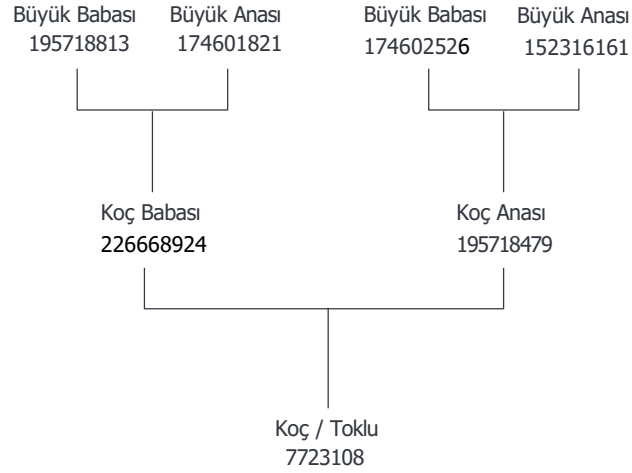 Büyük Babası
195718813
Büyük Anası
174601821
Büyük Babası
174602526
Büyük Anası
152316161
Koç Babası
226668924
Koç Anası
195718479
Koç / Toklu
7723108